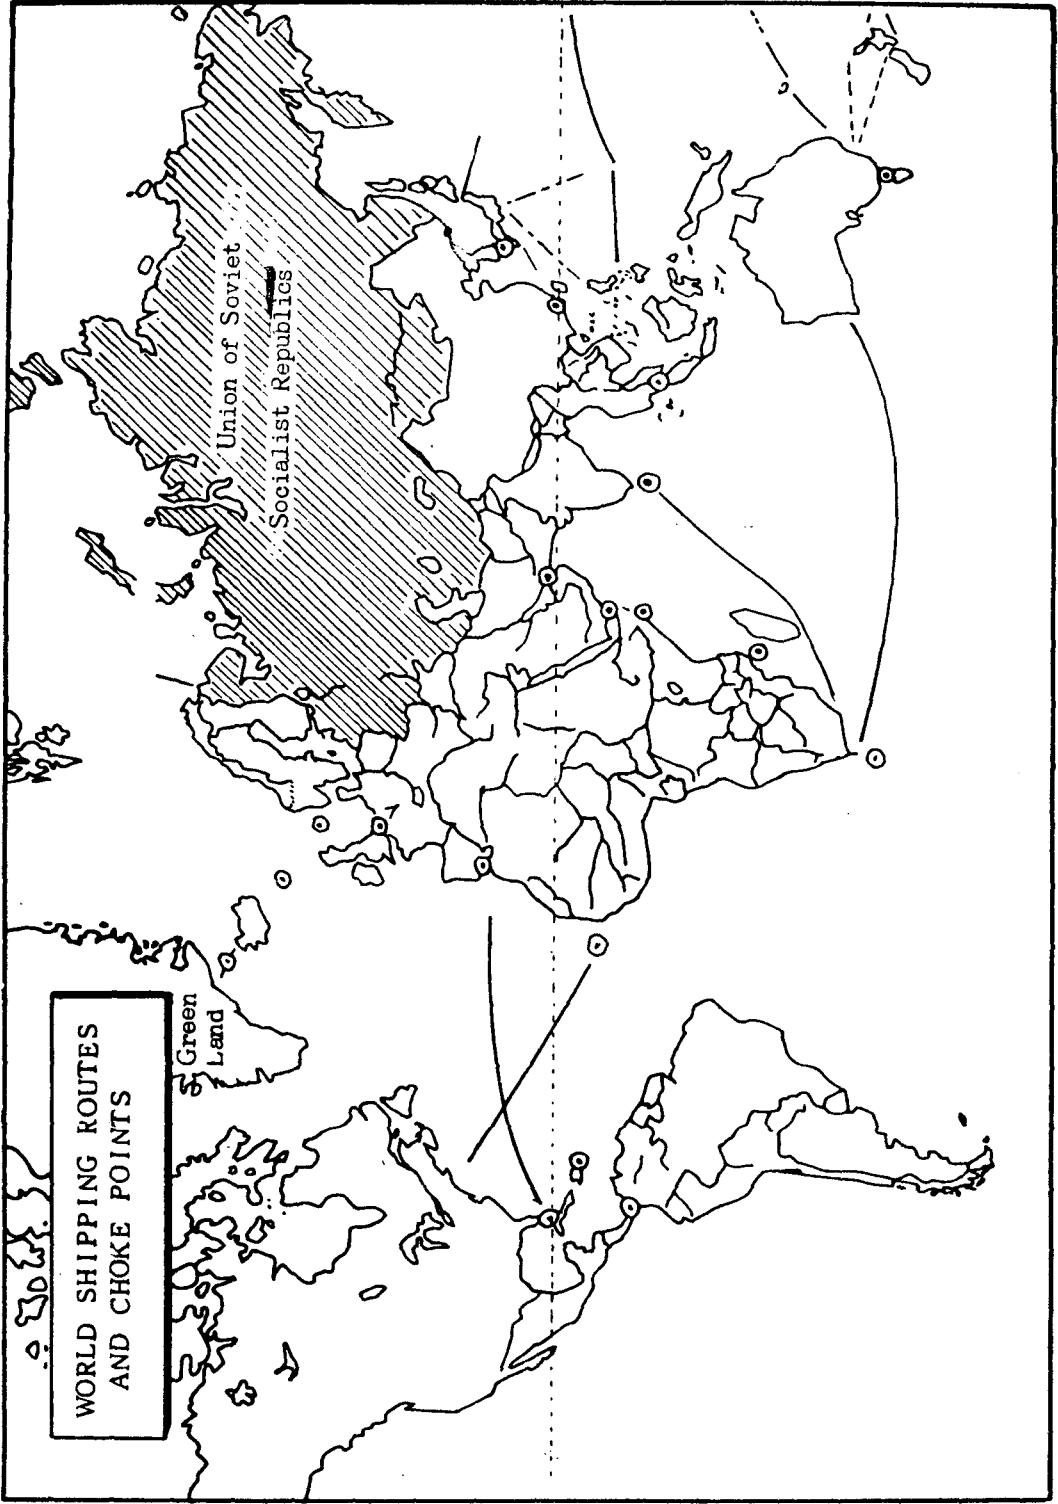 WORLD SHIPPING ROUTES
AND CHOKE POINTS
Green
Land
Union of Soviet
Socialist Republics